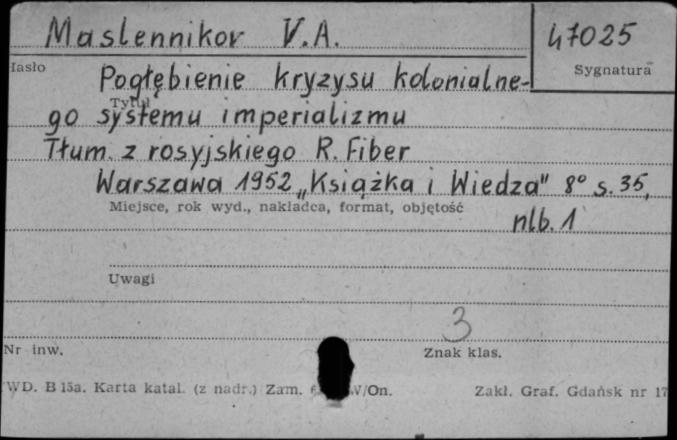 Maslennikov V.A.
47025
Hasło
Sygnatura
Pogłębienie kryzysu kolonialne-
Tytuł
go systemu imperializmu
Tłum. z rosyjskiego R. Fiber
Warszawa 1952 „Książka i Wiedza" 8° s. 35,
Miejsce, rok wyd., nakładca, format, objętość
nlb. 1
Uwagi
3
Nr inw.
Znak klas.
WD. B 15a. Karta katal. (z nadr.) Zam. V/On.
Zakł. Graf. Gdańsk nr 17